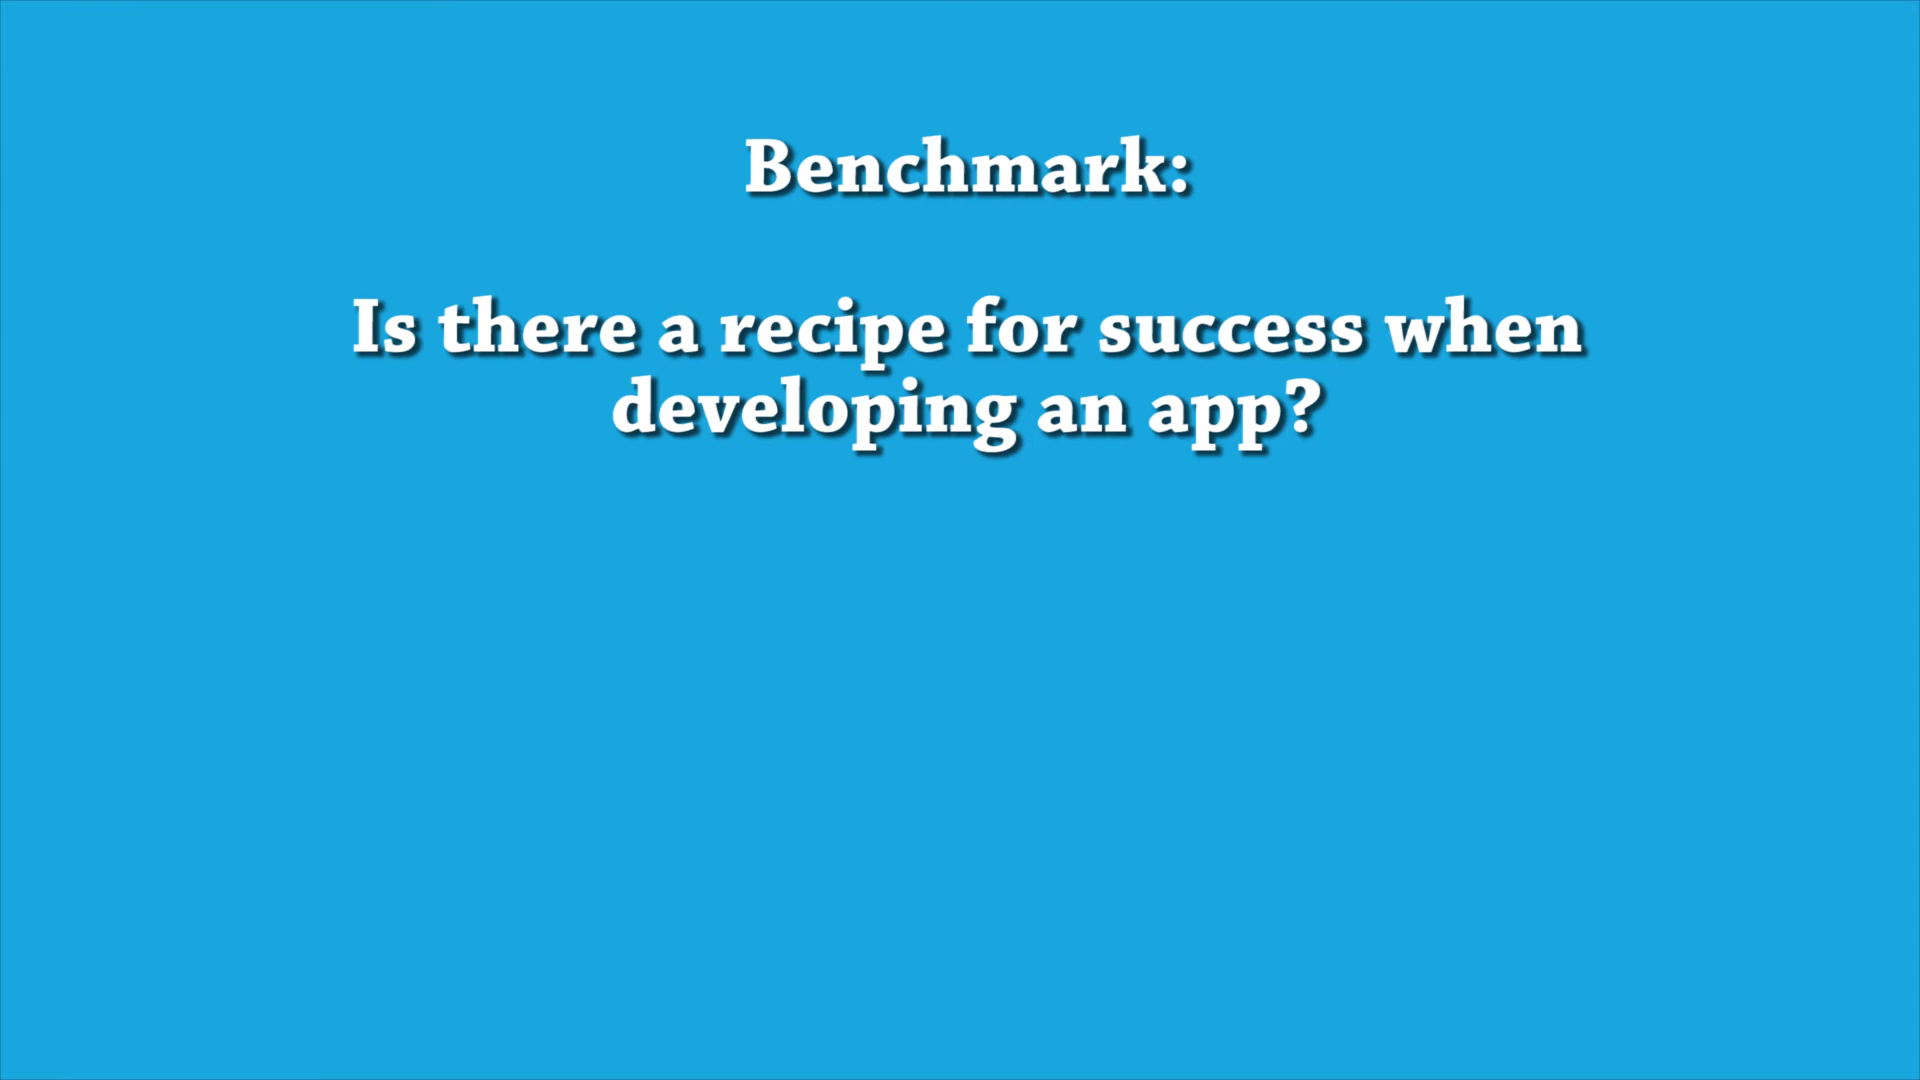 Benchmark:
Is there a recipe for success when
developing an app?